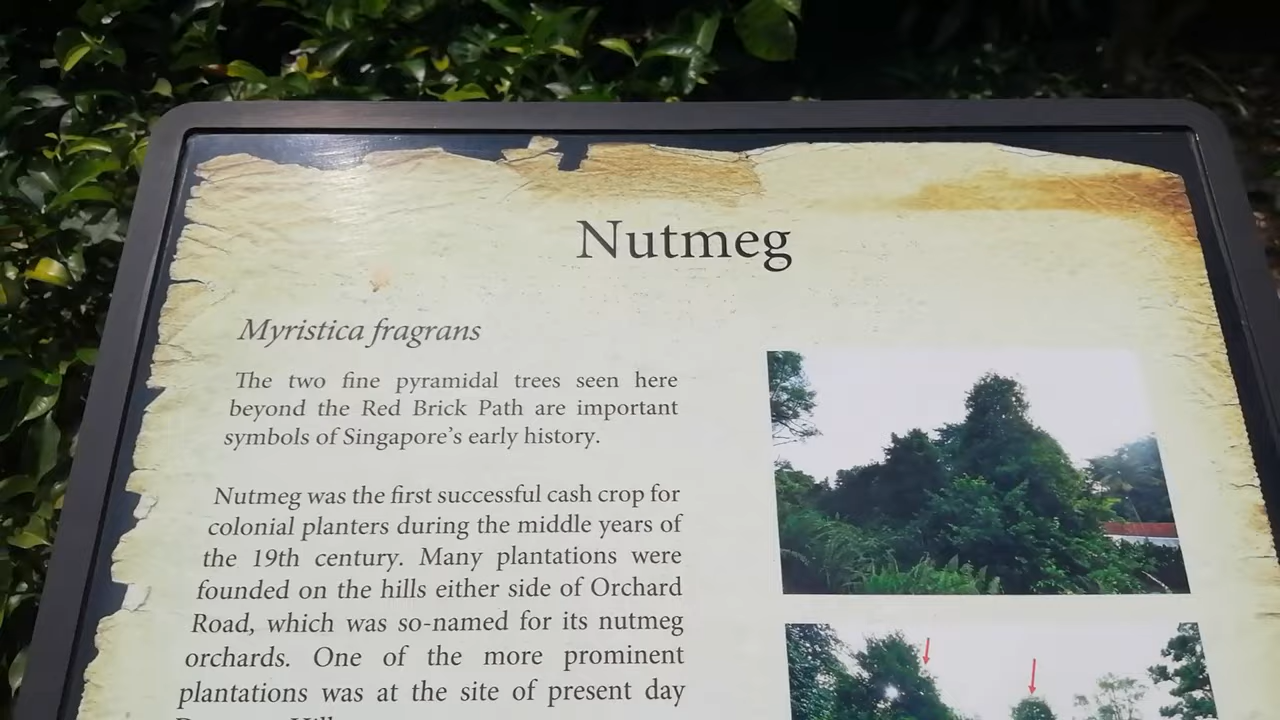 Nutmeg
Myristica fragrans
The two fine pyramidal trees seen here
beyond the Red Brick Path are important
symbols of Singapore's early history.
Nutmeg was the first successful cash crop for
colonial planters during the middle years of
the 19th century. Many plantations were
founded on the hills either side of Orchard
Road, which was so-named for its nutmeg
orchards. One of the more prominent
plantations was at the site of present day